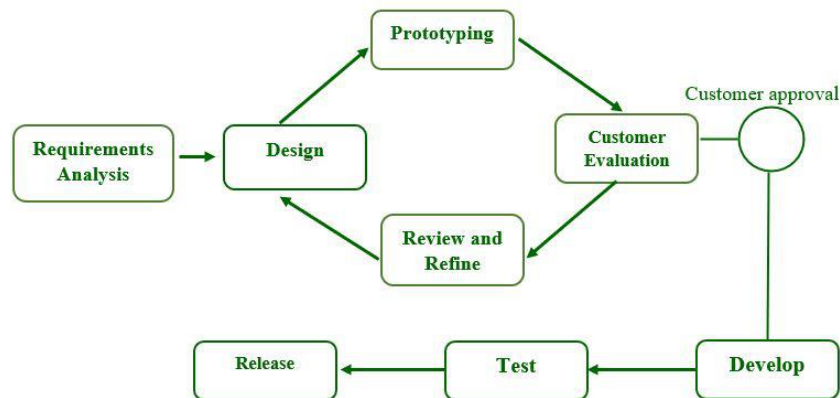 Prototyping
Customer approval
Requirements
Analysis
Design
Customer
Evaluation
Review and
Refine
Release
Test
Develop